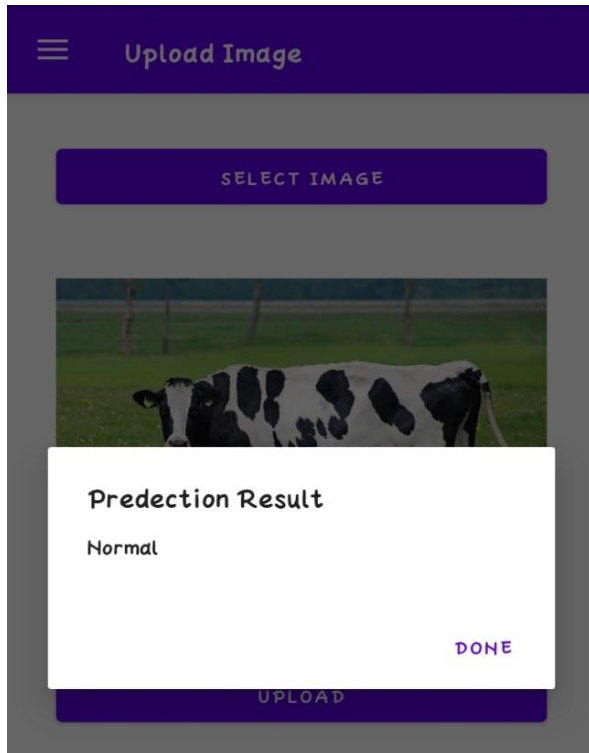 Upload Image
SELECT IMAGE
Predection Result
Normal
DONE
UPLOAD